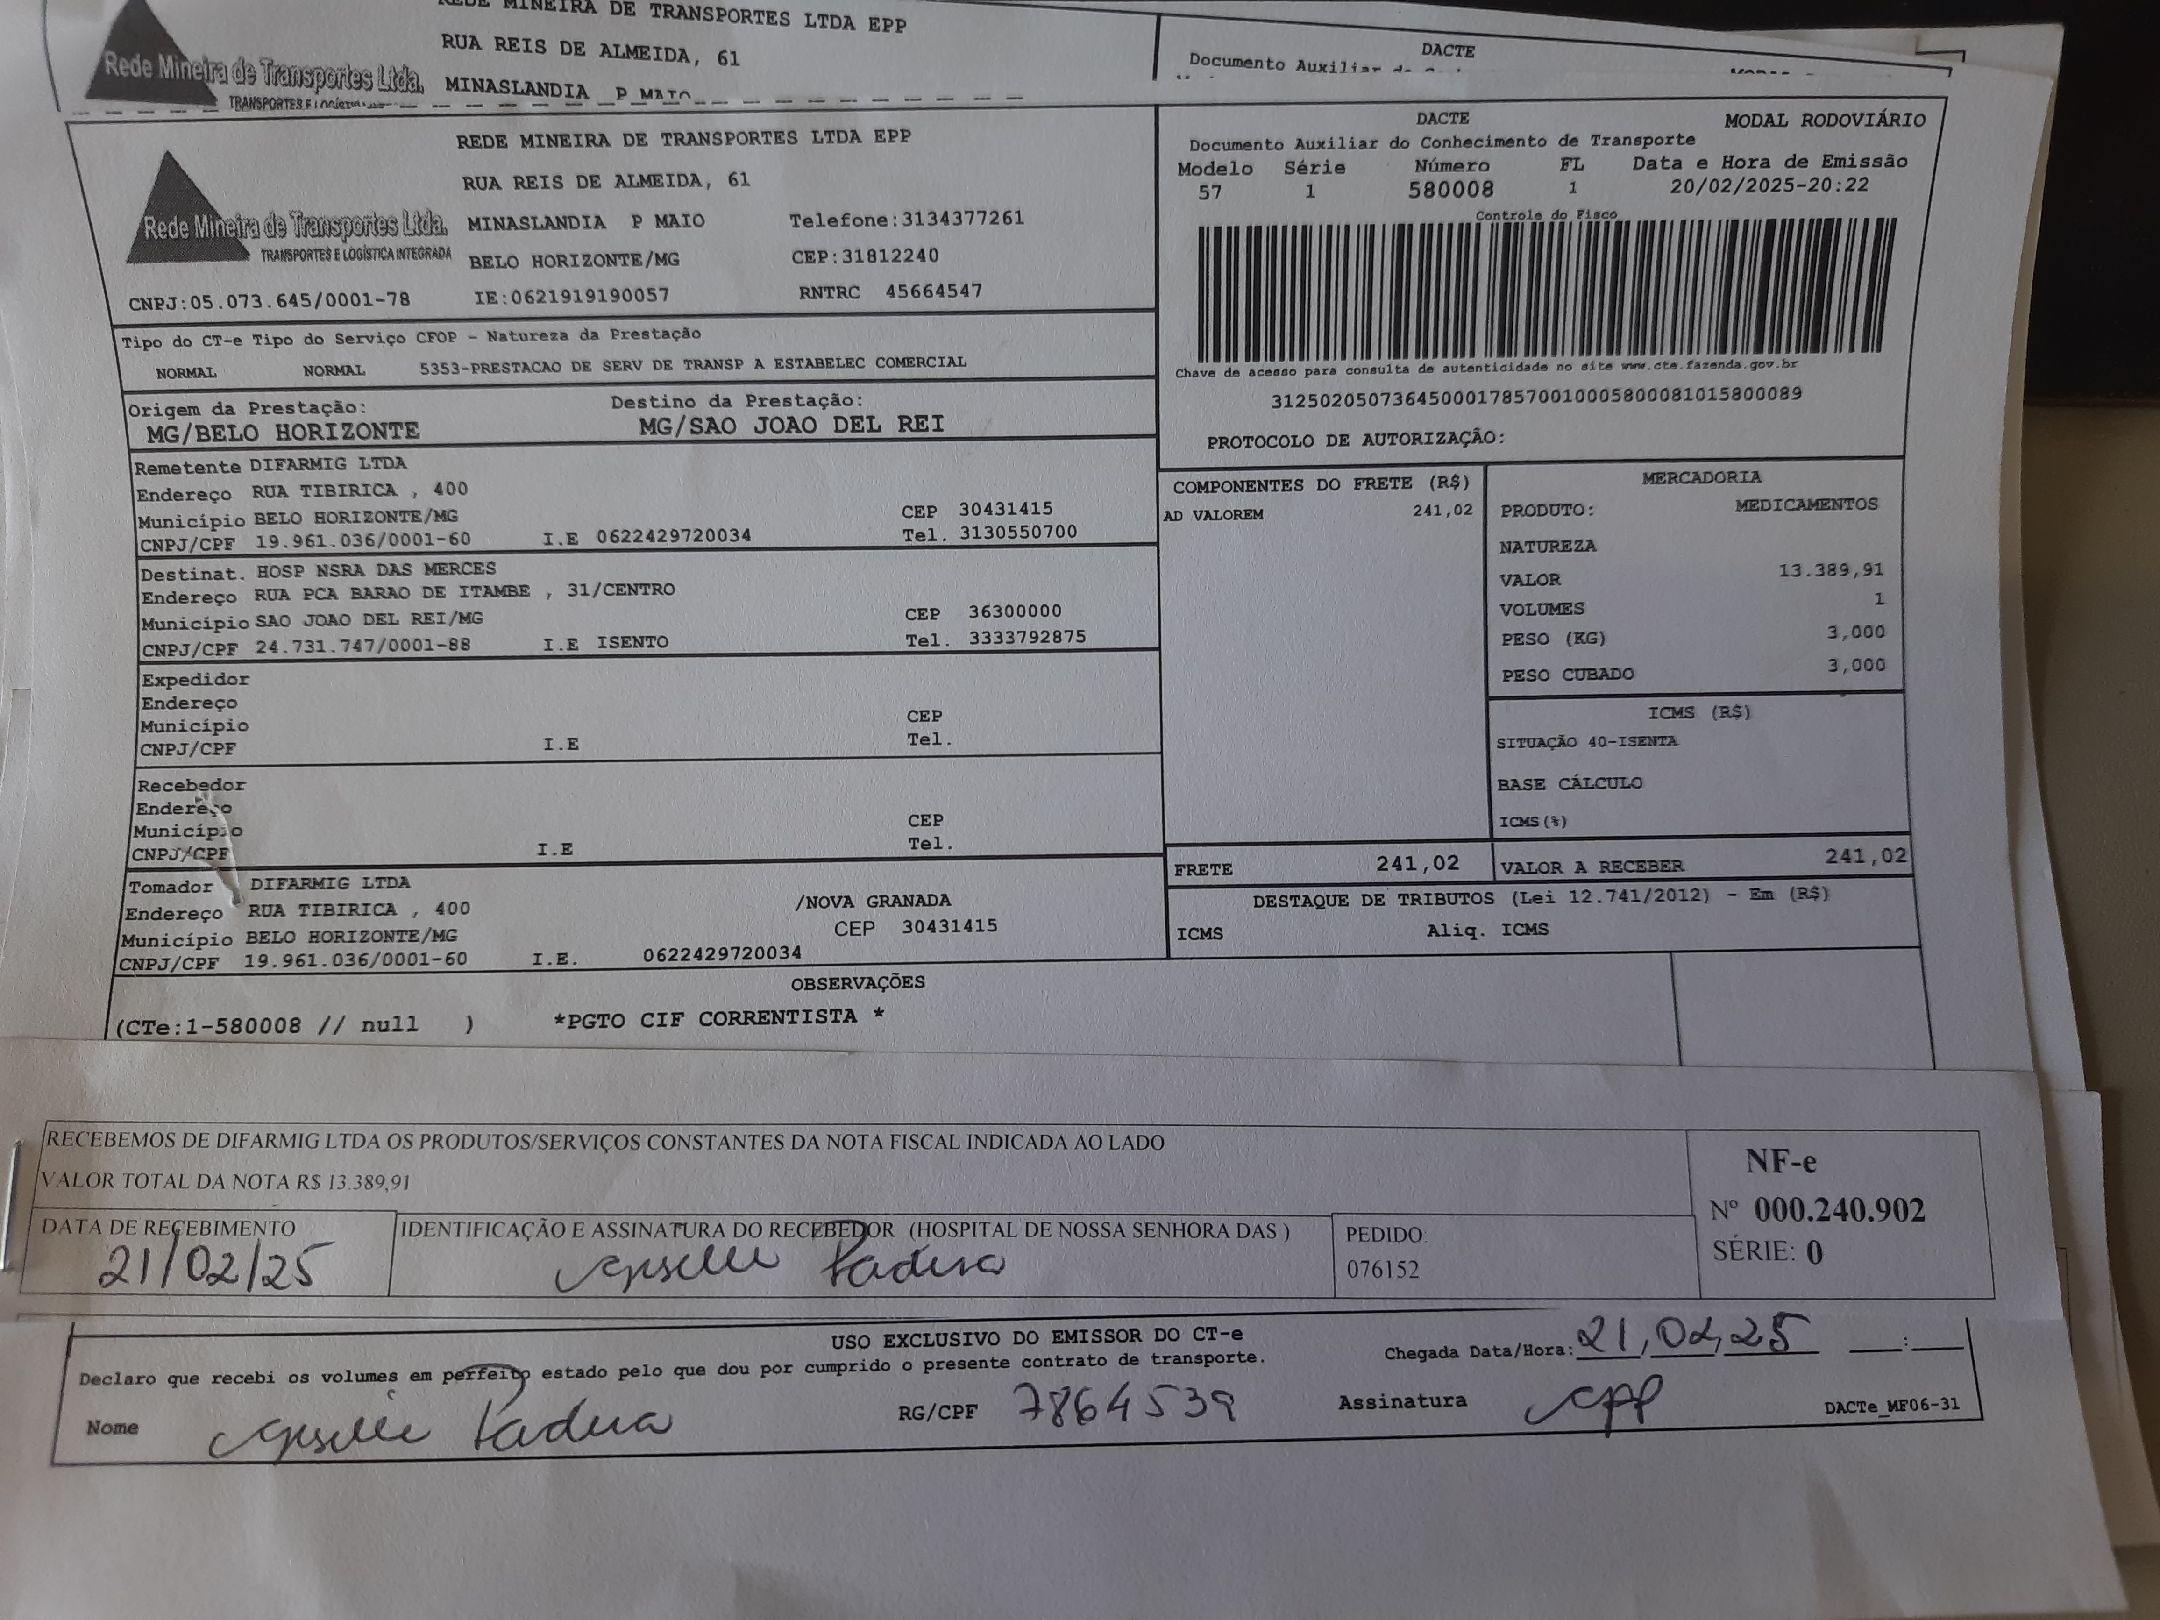 REDE MINEIRA DE TRANSPORTES LTDA EPP
RUA REIS DE ALMEIDA, 61
MINASLANDIA P MAIO
Rede Mineira de Transportes Ltda.
DACTE
Documento Auxiliar
REDE MINEIRA DE TRANSPORTES LTDA EPP
RUA REIS DE ALMEIDA, 61
Rede Mineira de Transportes Ltda.
TRANSPORTES E LOGÍSTICA INTEGRADA
MINASLANDIA P MAIO Telefone:3134377261
BELO HORIZONTE/MG CEP:31812240
CNPJ:05.073.645/0001-78 IE:0621919190057 RNTRC 45664547
DACTE MODAL RODOVIÁRIO
Documento Auxiliar do Conhecimento de Transporte
Modelo Série Número FL Data e Hora de Emissão
57 1 580008 1 20/02/2025-20:22
Controle do Fisco
Chave de acesso para consulta de autenticidade no site www.cte.fazenda.gov.br
31250205073645000178570010005800081015800089
PROTOCOLO DE AUTORIZAÇÃO:
Tipo do CT-e Tipo do Serviço CFOP - Natureza da Prestação
NORMAL NORMAL 5353-PRESTACAO DE SERV DE TRANSP A ESTABELEC COMERCIAL
Origem da Prestação: Destino da Prestação:
MG/BELO HORIZONTE MG/SAO JOAO DEL REI
Remetente DIFARMIG LTDA
Endereço RUA TIBIRICA , 400
Município BELO HORIZONTE/MG CEP 30431415
CNPJ/CPF 19.961.036/0001-60 I.E 0622429720034 Tel. 3130550700
Destinat. HOSP NSRA DAS MERCES
Endereço RUA PCA BARAO DE ITAMBE , 31/CENTRO
Município SAO JOAO DEL REI/MG CEP 36300000
CNPJ/CPF 24.731.747/0001-88 I.E ISENTO Tel. 3333792875
Expedidor
Endereço
Município CEP
CNPJ/CPF I.E Tel.
Recebedor
Endereço
Município CEP
CNPJ/CPF I.E Tel.
Tomador DIFARMIG LTDA
Endereço RUA TIBIRICA , 400 /NOVA GRANADA
Município BELO HORIZONTE/MG CEP 30431415
CNPJ/CPF 19.961.036/0001-60 I.E. 0622429720034
COMPONENTES DO FRETE (R$)
AD VALOREM 241,02
MERCADORIA
PRODUTO: MEDICAMENTOS
NATUREZA
VALOR 13.389,91
VOLUMES 1
PESO (KG) 3,000
PESO CUBADO 3,000
ICMS (R$)
SITUAÇÃO 40-ISENTA
BASE CÁLCULO
ICMS(%)
FRETE 241,02 VALOR A RECEBER 241,02
DESTAQUE DE TRIBUTOS (Lei 12.741/2012) - Em (R$)
ICMS Aliq. ICMS
OBSERVAÇÕES
(CTe:1-580008 // null ) *PGTO CIF CORRENTISTA *
RECEBEMOS DE DIFARMIG LTDA OS PRODUTOS/SERVIÇOS CONSTANTES DA NOTA FISCAL INDICADA AO LADO
VALOR TOTAL DA NOTA R$ 13.389,91
DATA DE RECEBIMENTO IDENTIFICAÇÃO E ASSINATURA DO RECEBEDOR (HOSPITAL DE NOSSA SENHORA DAS )
21/02/25 Giselle Padua
PEDIDO:
076152
NF-e
Nº 000.240.902
SÉRIE: 0
USO EXCLUSIVO DO EMISSOR DO CT-e
Declaro que recebi os volumes em perfeito estado pelo que dou por cumprido o presente contrato de transporte. Chegada Data/Hora: 21,02,25 __:__
Nome Giselle Padua RG/CPF 7864539 Assinatura DACTe_MF06-31